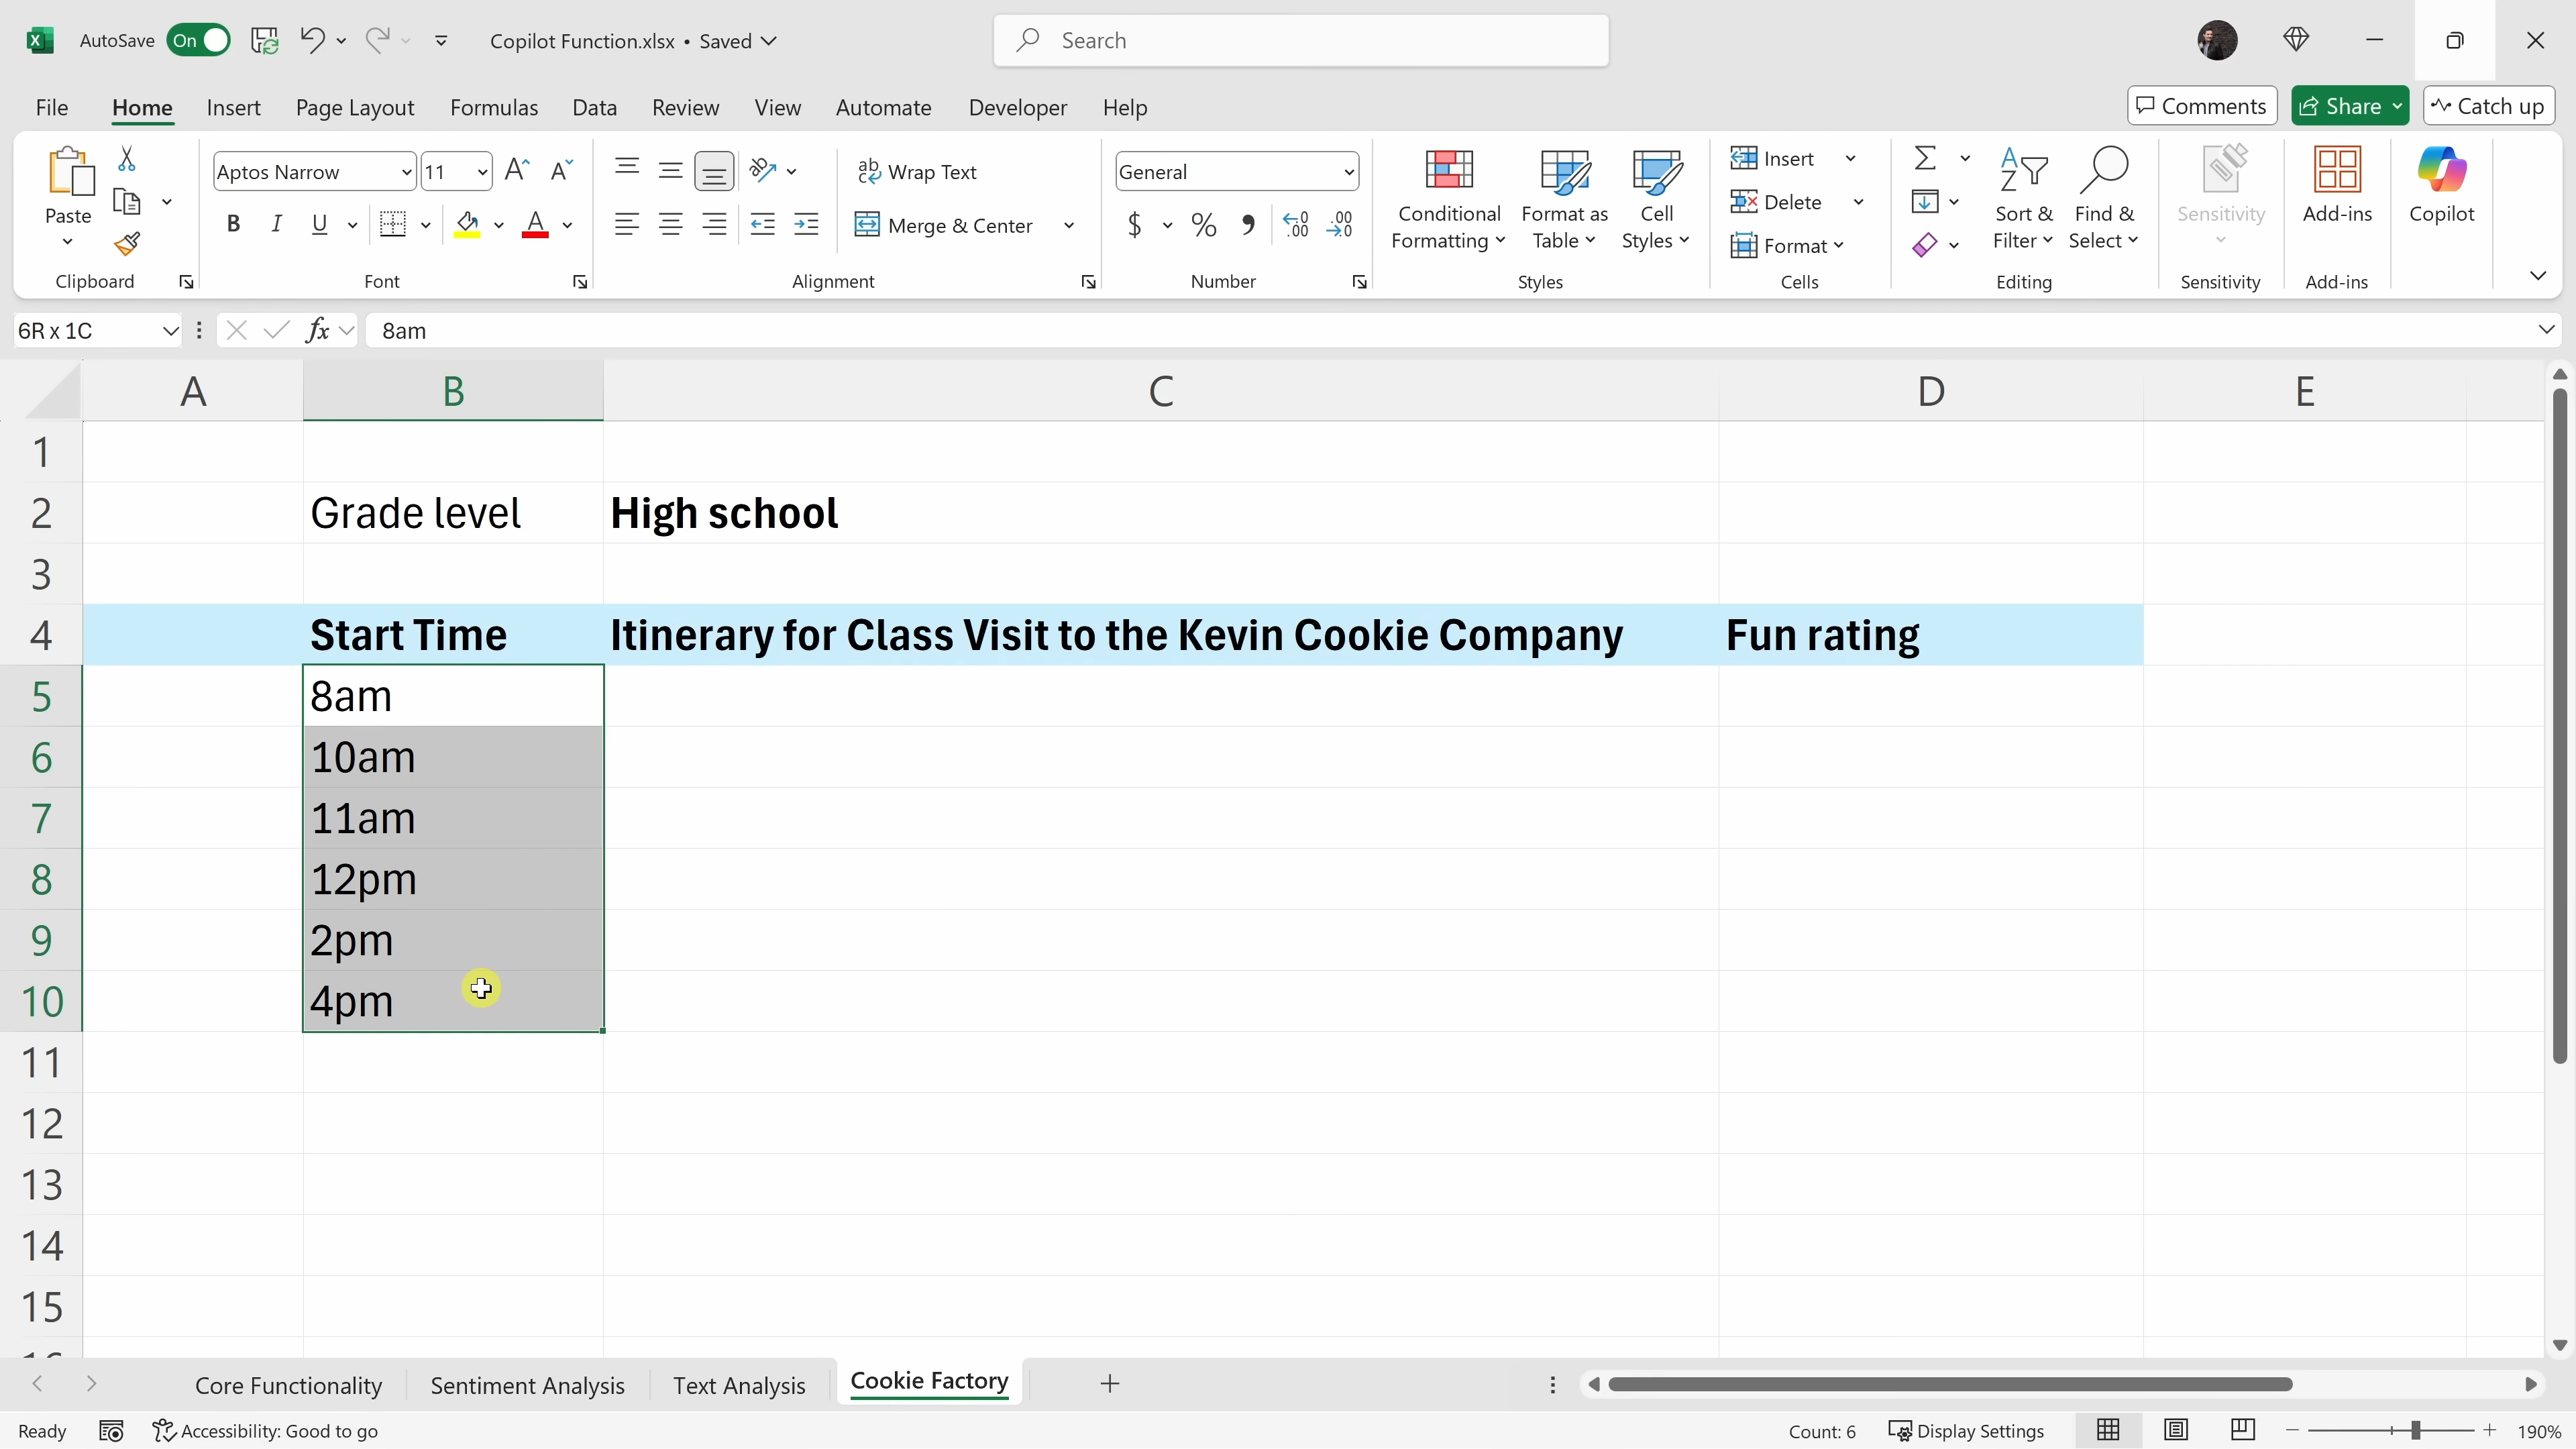 AutoSave On Copilot Function.xlsx • Saved Search
File Home Insert Page Layout Formulas Data Review View Automate Developer Help Comments Share Catch up
Paste
Clipboard
Aptos Narrow 11
B I U A
Font
Wrap Text
Merge & Center
Alignment
General
$ % 9 .00 .00
Number
Conditional Formatting
Format as Table
Cell Styles
Styles
Insert
Delete
Format
Cells
Sort & Filter
Find & Select
Editing
Sensitivity
Sensitivity
Add-ins
Add-ins
Copilot
6R x 1C fx 8am
A B C D E
1
2 Grade level High school
3
4 Start Time Itinerary for Class Visit to the Kevin Cookie Company Fun rating
5 8am
6 10am
7 11am
8 12pm
9 2pm
10 4pm
11
12
13
14
15
Core Functionality Sentiment Analysis Text Analysis Cookie Factory
Ready Accessibility: Good to go Count: 6 Display Settings 190%